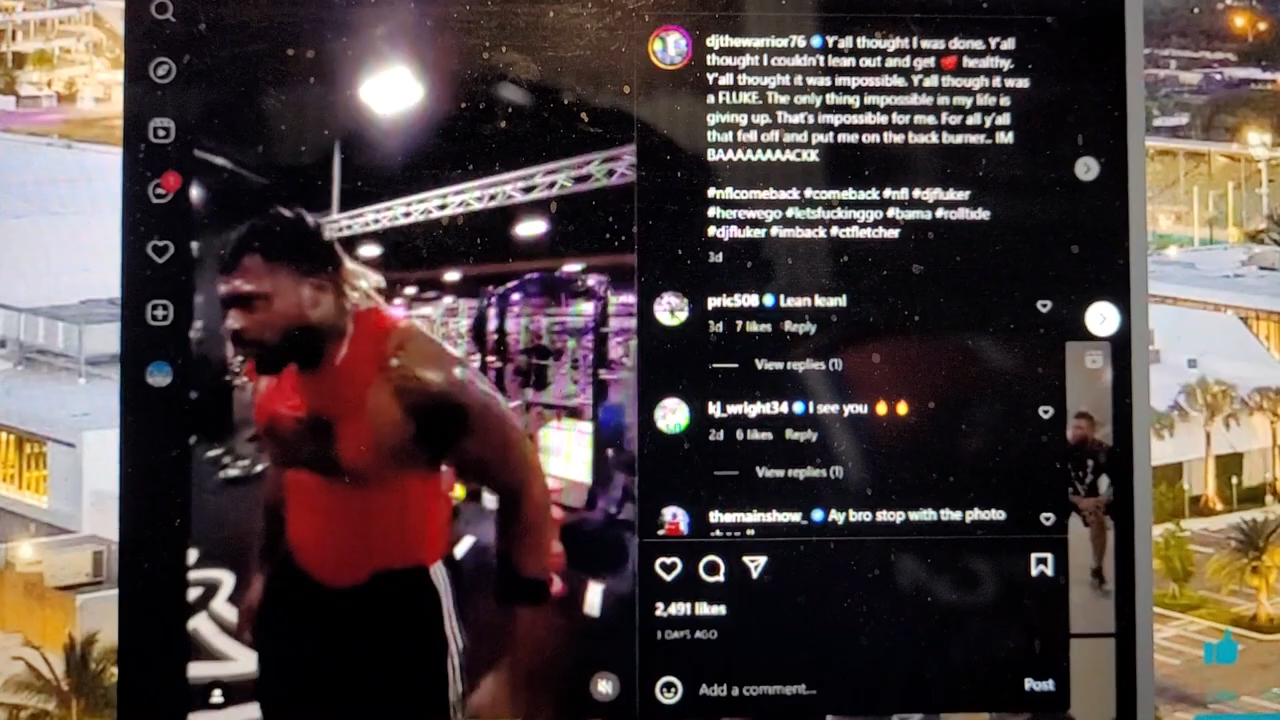 djthewarrior76 Y'all thought I was done. Y'all
thought I couldn't lean out and get healthy.
Y'all thought it was impossible. Y'all though it was
a FLUKE. The only thing impossible in my life is
giving up. That's impossible for me. For all y'all
that fell off and put me on the back burner.. IM
BAAAAAAAACKK
#nflcomeback #comeback #nfl #djfluker
#herewego #letsfuckinggo #bama #rolltide
#djfluker #imback #ctfletcher
3d
pric508 Lean lean!
3d 7 likes Reply
View replies (1)
kj_wright34 I see you
2d 6 likes Reply
View replies (1)
themainshow_ Ay bro stop with the photo
2,491 likes
3 DAYS AGO
Add a comment...
Post